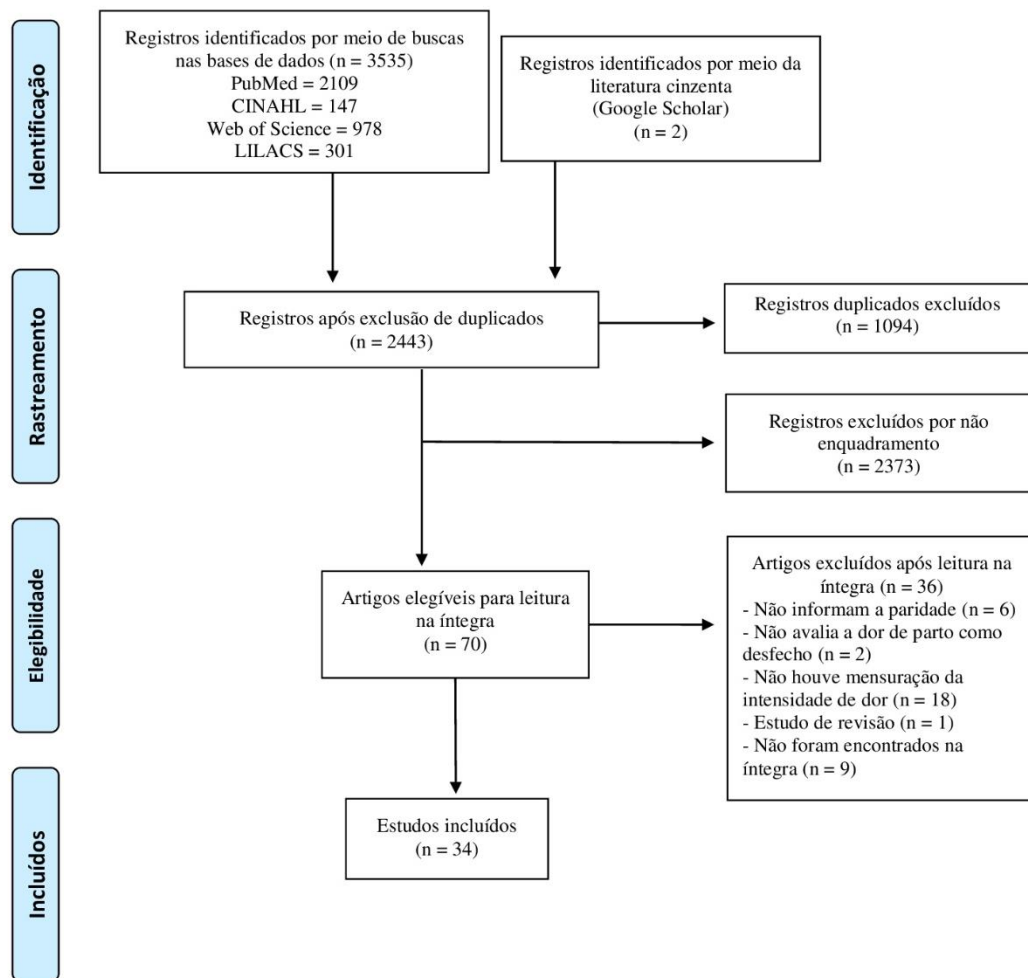 Identificação
Registros identificados por meio de buscas
nas bases de dados (n = 3535)
PubMed = 2109
CINAHL = 147
Web of Science = 978
LILACS = 301
Registros identificados por meio da
literatura cinzenta
(Google Scholar)
(n = 2)
Rastreamento
Registros após exclusão de duplicados
(n = 2443)
Registros duplicados excluídos
(n = 1094)
Registros excluídos por não
enquadramento
(n = 2373)
Elegibilidade
Artigos elegíveis para leitura
na íntegra
(n = 70)
Artigos excluídos após leitura na
íntegra (n = 36)
- Não informam a paridade (n = 6)
- Não avalia a dor de parto como
desfecho (n = 2)
- Não houve mensuração da
intensidade de dor (n = 18)
- Estudo de revisão (n = 1)
- Não foram encontrados na
íntegra (n = 9)
Incluídos
Estudos incluídos
(n = 34)